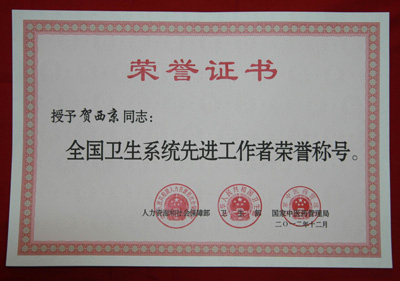 荣誉证书
授予 贺西京 同志：
全国卫生系统先进工作者荣誉称号。
人力资源和社会保障部 卫生部 国家中医药管理局
二〇一二年十二月